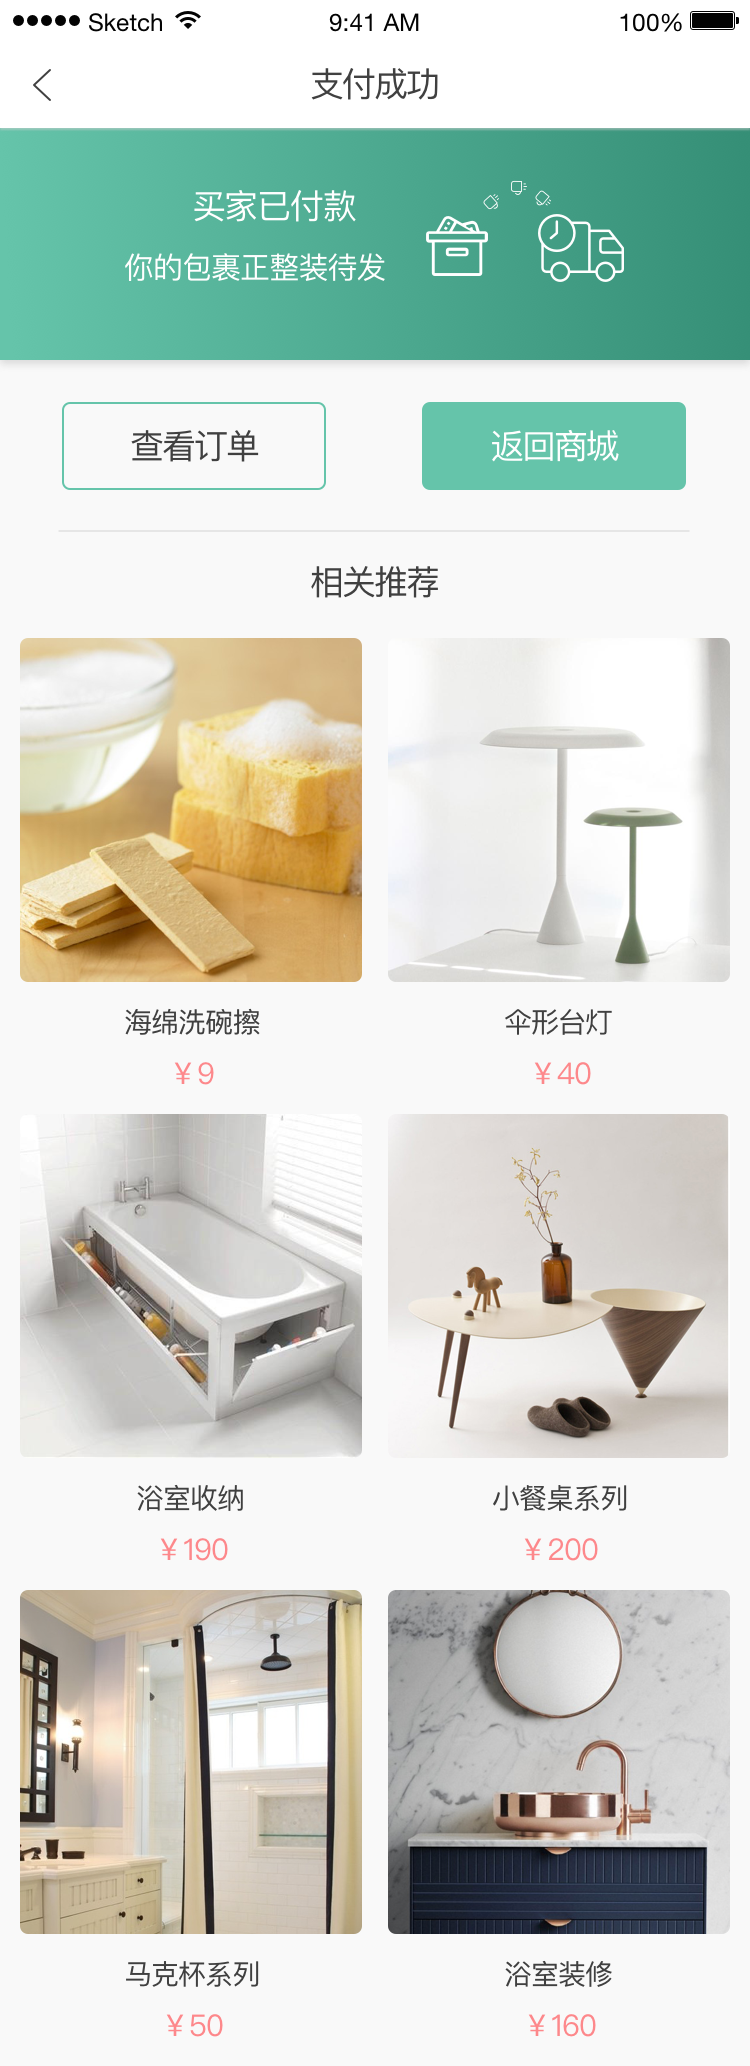 ●●●●● Sketch 9:41 AM 100%
支付成功
买家已付款
你的包裹正整装待发
查看订单 返回商城
相关推荐
海绵洗碗擦 伞形台灯
¥ 9 ¥ 40
浴室收纳 小餐桌系列
¥ 190 ¥ 200
马克杯系列 浴室装修
¥ 50 ¥ 160